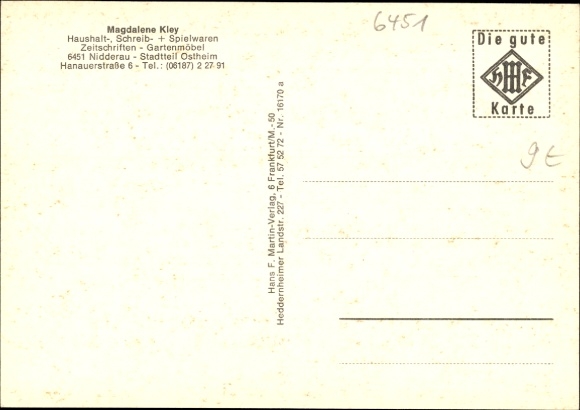 Magdalene Kley
Haushalt-, Schreib- + Spielwaren
Zeitschriften - Gartenmöbel
6451 Nidderau - Stadtteil Ostheim
Hanauerstraße 6 - Tel.: (06187) 2 27 91
6451
Die gute
HMF
Karte
Hans F. Martin-Verlag, 6 Frankfurt/M.-50
Heddernheimer Landstr. 227 - Tel. 57 52 72 - Nr. 16170 a